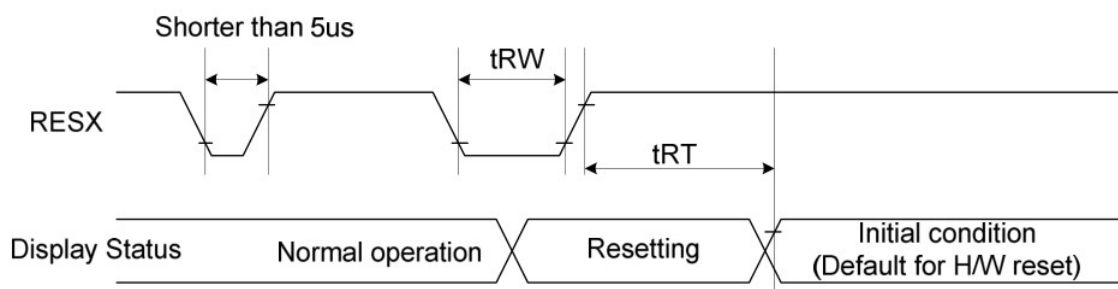 Shorter than 5us
tRW
RESX
tRT
Display Status
Normal operation
Resetting
Initial condition
(Default for H/W reset)